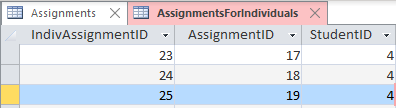 Assignments AssignmentsForIndividuals
IndivAssignmentID AssignmentID StudentID
23 17 4
24 18 4
25 19 4